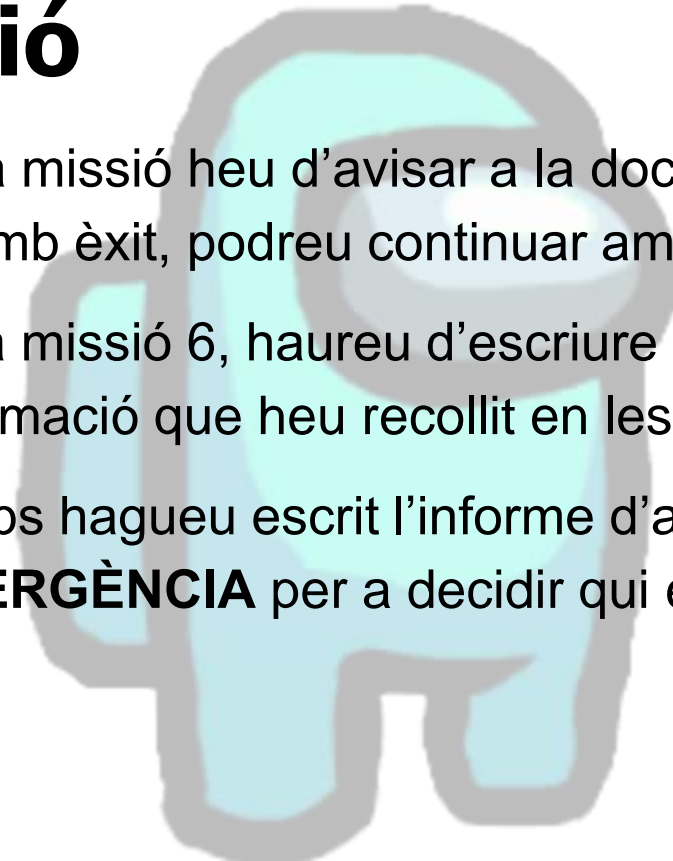 ió
a missió heu d’avisar a la doc
mb èxit, podreu continuar am
a missió 6, haureu d’escriure
mació que heu recollit en les
ps hagueu escrit l’informe d’a
ERGÈNCIA per a decidir qui é